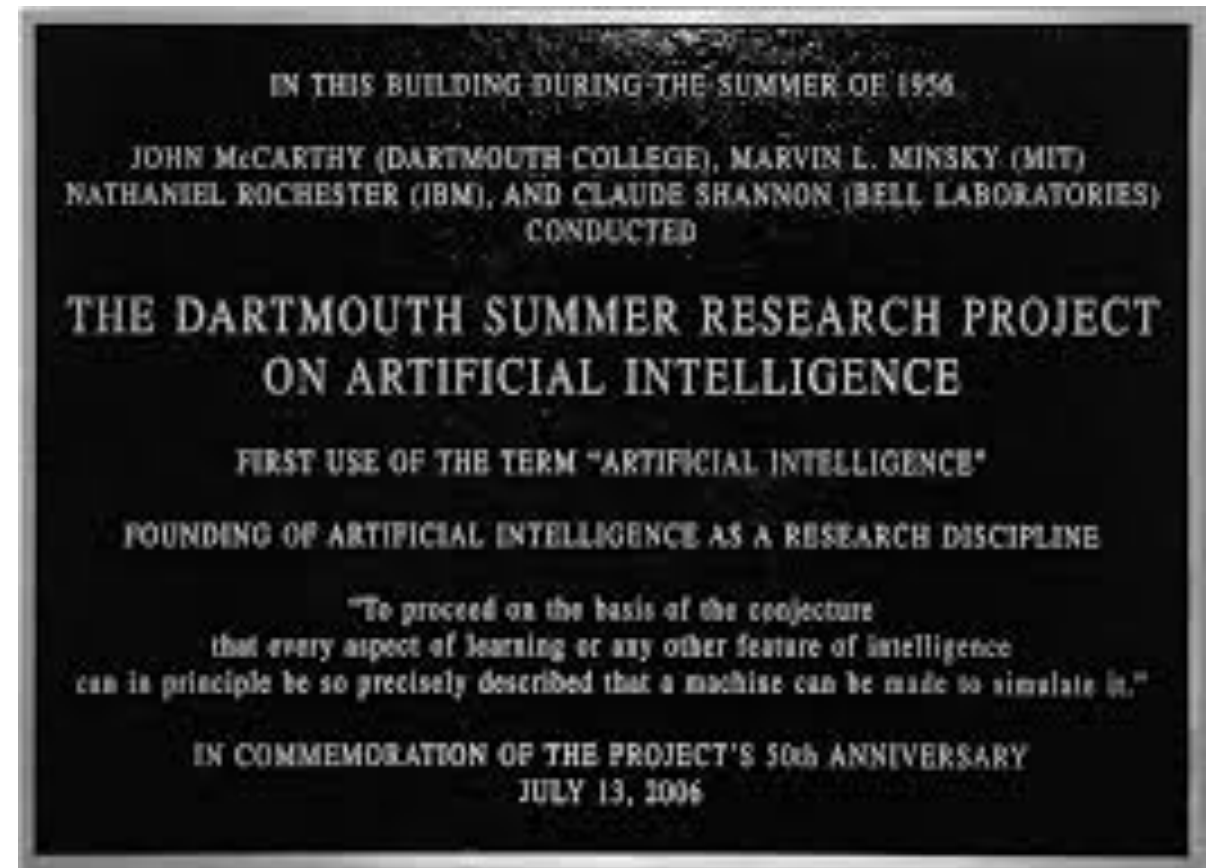 IN THIS BUILDING DURING THE SUMMER OF 1956
JOHN McCARTHY (DARTMOUTH COLLEGE), MARVIN L. MINSKY (MIT)
NATHANIEL ROCHESTER (IBM), AND CLAUDE SHANNON (BELL LABORATORIES)
CONDUCTED
THE DARTMOUTH SUMMER RESEARCH PROJECT
ON ARTIFICIAL INTELLIGENCE
FIRST USE OF THE TERM “ARTIFICIAL INTELLIGENCE”
FOUNDING OF ARTIFICIAL INTELLIGENCE AS A RESEARCH DISCIPLINE
“To proceed on the basis of the conjecture
that every aspect of learning or any other feature of intelligence
can in principle be so precisely described that a machine can be made to simulate it.”
IN COMMEMORATION OF THE PROJECT’S 50th ANNIVERSARY
JULY 13, 2006